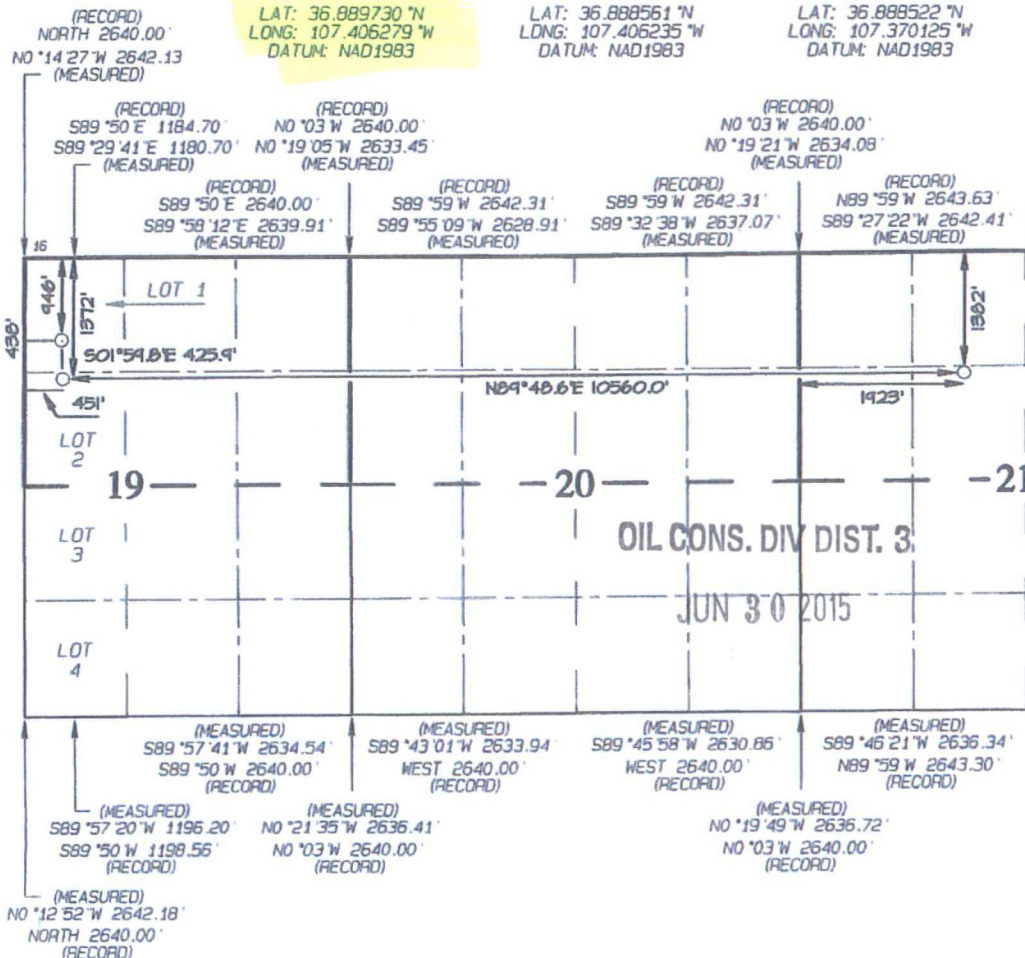 (RECORD)
NORTH 2640.00'
N0°14'27"W 2642.13
(MEASURED)
LAT: 36.889730 °N
LONG: 107.406279 °W
DATUM: NAD1983
LAT: 36.888561 °N
LONG: 107.406235 °W
DATUM: NAD1983
LAT: 36.888522 °N
LONG: 107.370125 °W
DATUM: NAD1983
(RECORD)
S89°50'E 1184.70'
S89°29'41"E 1180.70'
(MEASURED)
(RECORD)
N0°03'W 2640.00'
N0°19'05"W 2633.45'
(MEASURED)
(RECORD)
N0°03'W 2640.00'
N0°19'21"W 2634.08'
(MEASURED)
(RECORD)
S89°50'E 2640.00'
S89°58'12"E 2639.91'
(MEASURED)
(RECORD)
S89°59'W 2642.31'
S89°55'09"W 2628.91'
(MEASURED)
(RECORD)
S89°59'W 2642.31'
S89°32'38"W 2637.07'
(MEASURED)
(RECORD)
N89°59'W 2643.63'
S89°27'22"W 2642.41'
(MEASURED)
16
LOT 1
946'
1372'
438'
1382'
S01°59.8'E 425.9'
N89°48.6'E 10560.0'
451'
1923'
LOT
2
19
20
21
LOT
3
OIL CONS. DIV DIST. 3
JUN 30 2015
LOT
4
(MEASURED)
S89°57'41"W 2634.54'
S89°50'W 2640.00'
(RECORD)
(MEASURED)
S89°43'01"W 2633.94'
WEST 2640.00'
(RECORD)
(MEASURED)
S89°45'58"W 2630.86'
WEST 2640.00'
(RECORD)
(MEASURED)
S89°46'21"W 2636.34'
N89°59'W 2643.30'
(RECORD)
(MEASURED)
S89°57'20"W 1196.20'
S89°50'W 1198.56'
(RECORD)
(MEASURED)
N0°21'35"W 2636.41'
N0°03'W 2640.00'
(RECORD)
(MEASURED)
N0°19'49"W 2636.72'
N0°03'W 2640.00'
(RECORD)
(MEASURED)
N0°12'52"W 2642.18'
NORTH 2640.00'
(RECORD)